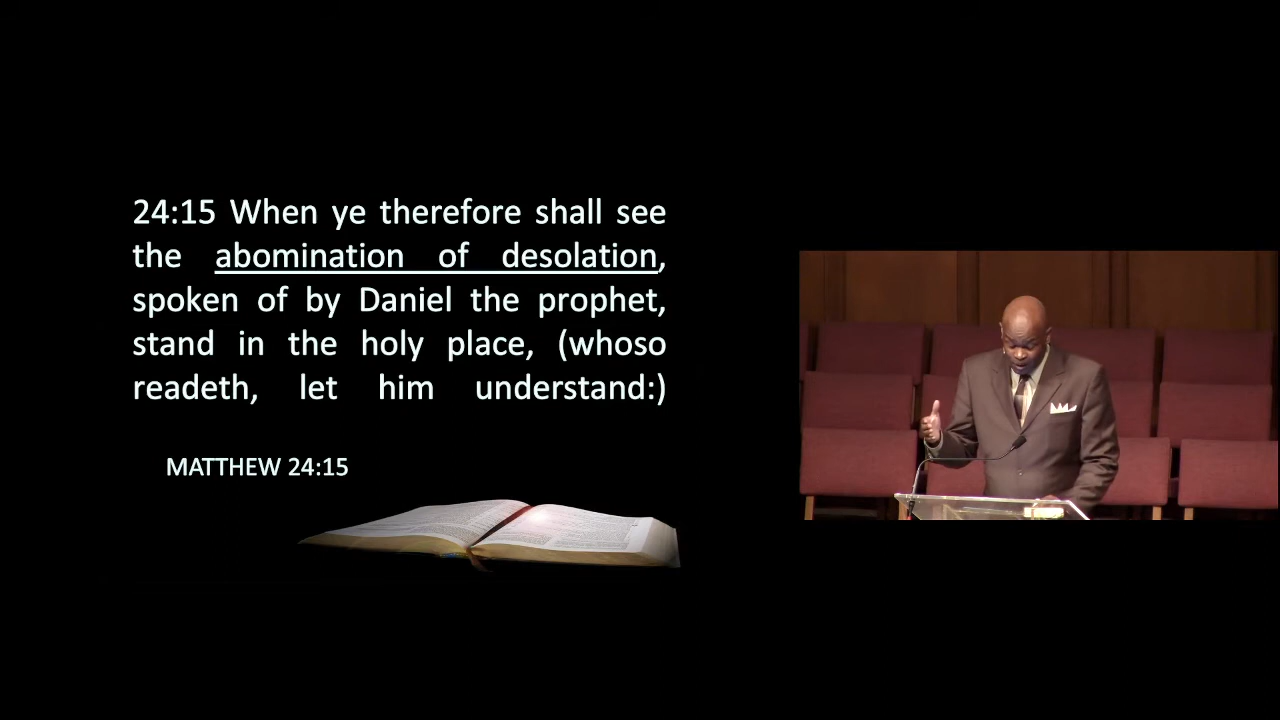 24:15 When ye therefore shall see
the abomination of desolation,
spoken of by Daniel the prophet,
stand in the holy place, (whoso
readeth, let him understand:)
MATTHEW 24:15